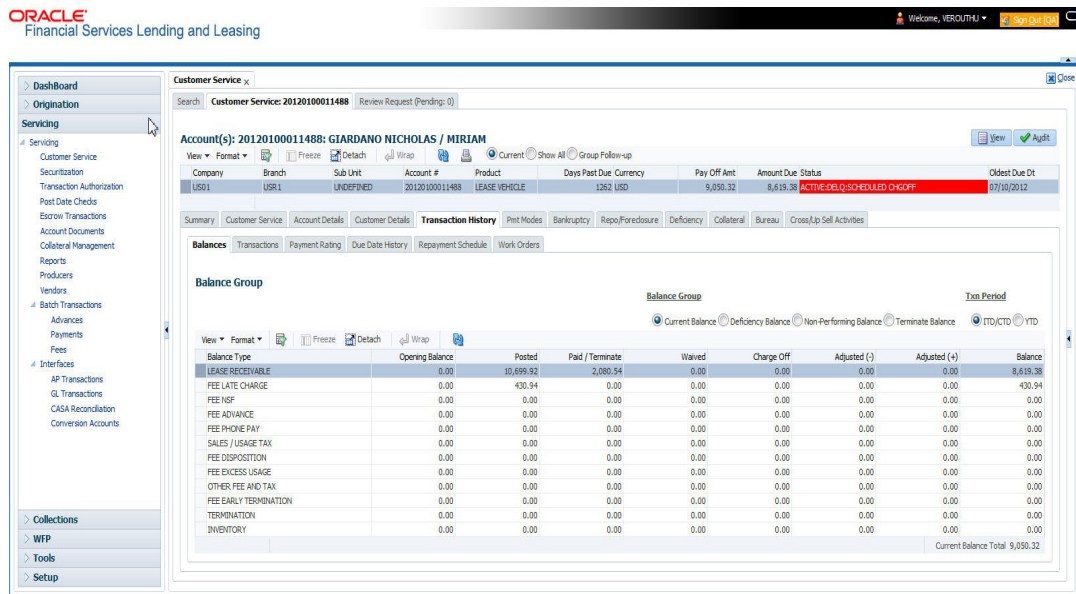 ORACLE
Financial Services Lending and Leasing
Welcome, VEROUTHU
Sign Out [QA]
Close
DashBoard
Origination
Servicing
Servicing
Customer Service
Securitization
Transaction Authorization
Post Date Checks
Escrow Transactions
Account Documents
Collateral Management
Reports
Producers
Vendors
Batch Transactions
Advances
Payments
Fees
Interfaces
AP Transactions
GL Transactions
CASA Reconciliation
Conversion Accounts
Collections
WFP
Tools
Setup
Customer Service x
Search Customer Service: 20120100011488 Review Request (Pending: 0)
Account(s): 20120100011488: GIARDANO NICHOLAS / MIRIAM
View Audit
View Format Freeze Detach Wrap Current Show All Group Follow-up
Company Branch Sub Unit Account # Product Days Past Due Currency Pay Off Amt Amount Due Status Oldest Due Dt
US01 USR1 UNDEFINED 20120100011488 LEASE VEHICLE 1262 USD 9,050.32 8,619.38 ACTIVE:DELQ:SCHEDULED CHGOFF 07/10/2012
Summary Customer Service Account Details Customer Details Transaction History Pmt Modes Bankruptcy Repo/Foreclosure Deficiency Collateral Bureau Cross/Up Sell Activities
Balances Transactions Payment Rating Due Date History Repayment Schedule Work Orders
Balance Group
Balance Group Txn Period
Current Balance Deficiency Balance Non-Performing Balance Terminate Balance ITD/CTD YTD
View Format Freeze Detach Wrap
Balance Type Opening Balance Posted Paid / Terminate Waived Charge Off Adjusted (-) Adjusted (+) Balance
LEASE RECEIVABLE 0.00 10,699.92 2,080.54 0.00 0.00 0.00 0.00 8,619.38
FEE LATE CHARGE 0.00 430.94 0.00 0.00 0.00 0.00 0.00 430.94
FEE NSF 0.00 0.00 0.00 0.00 0.00 0.00 0.00 0.00
FEE ADVANCE 0.00 0.00 0.00 0.00 0.00 0.00 0.00 0.00
FEE PHONE PAY 0.00 0.00 0.00 0.00 0.00 0.00 0.00 0.00
SALES / USAGE TAX 0.00 0.00 0.00 0.00 0.00 0.00 0.00 0.00
FEE DISPOSITION 0.00 0.00 0.00 0.00 0.00 0.00 0.00 0.00
FEE EXCESS USAGE 0.00 0.00 0.00 0.00 0.00 0.00 0.00 0.00
OTHER FEE AND TAX 0.00 0.00 0.00 0.00 0.00 0.00 0.00 0.00
FEE EARLY TERMINATION 0.00 0.00 0.00 0.00 0.00 0.00 0.00 0.00
TERMINATION 0.00 0.00 0.00 0.00 0.00 0.00 0.00 0.00
INVENTORY 0.00 0.00 0.00 0.00 0.00 0.00 0.00 0.00
Current Balance Total 9,050.32